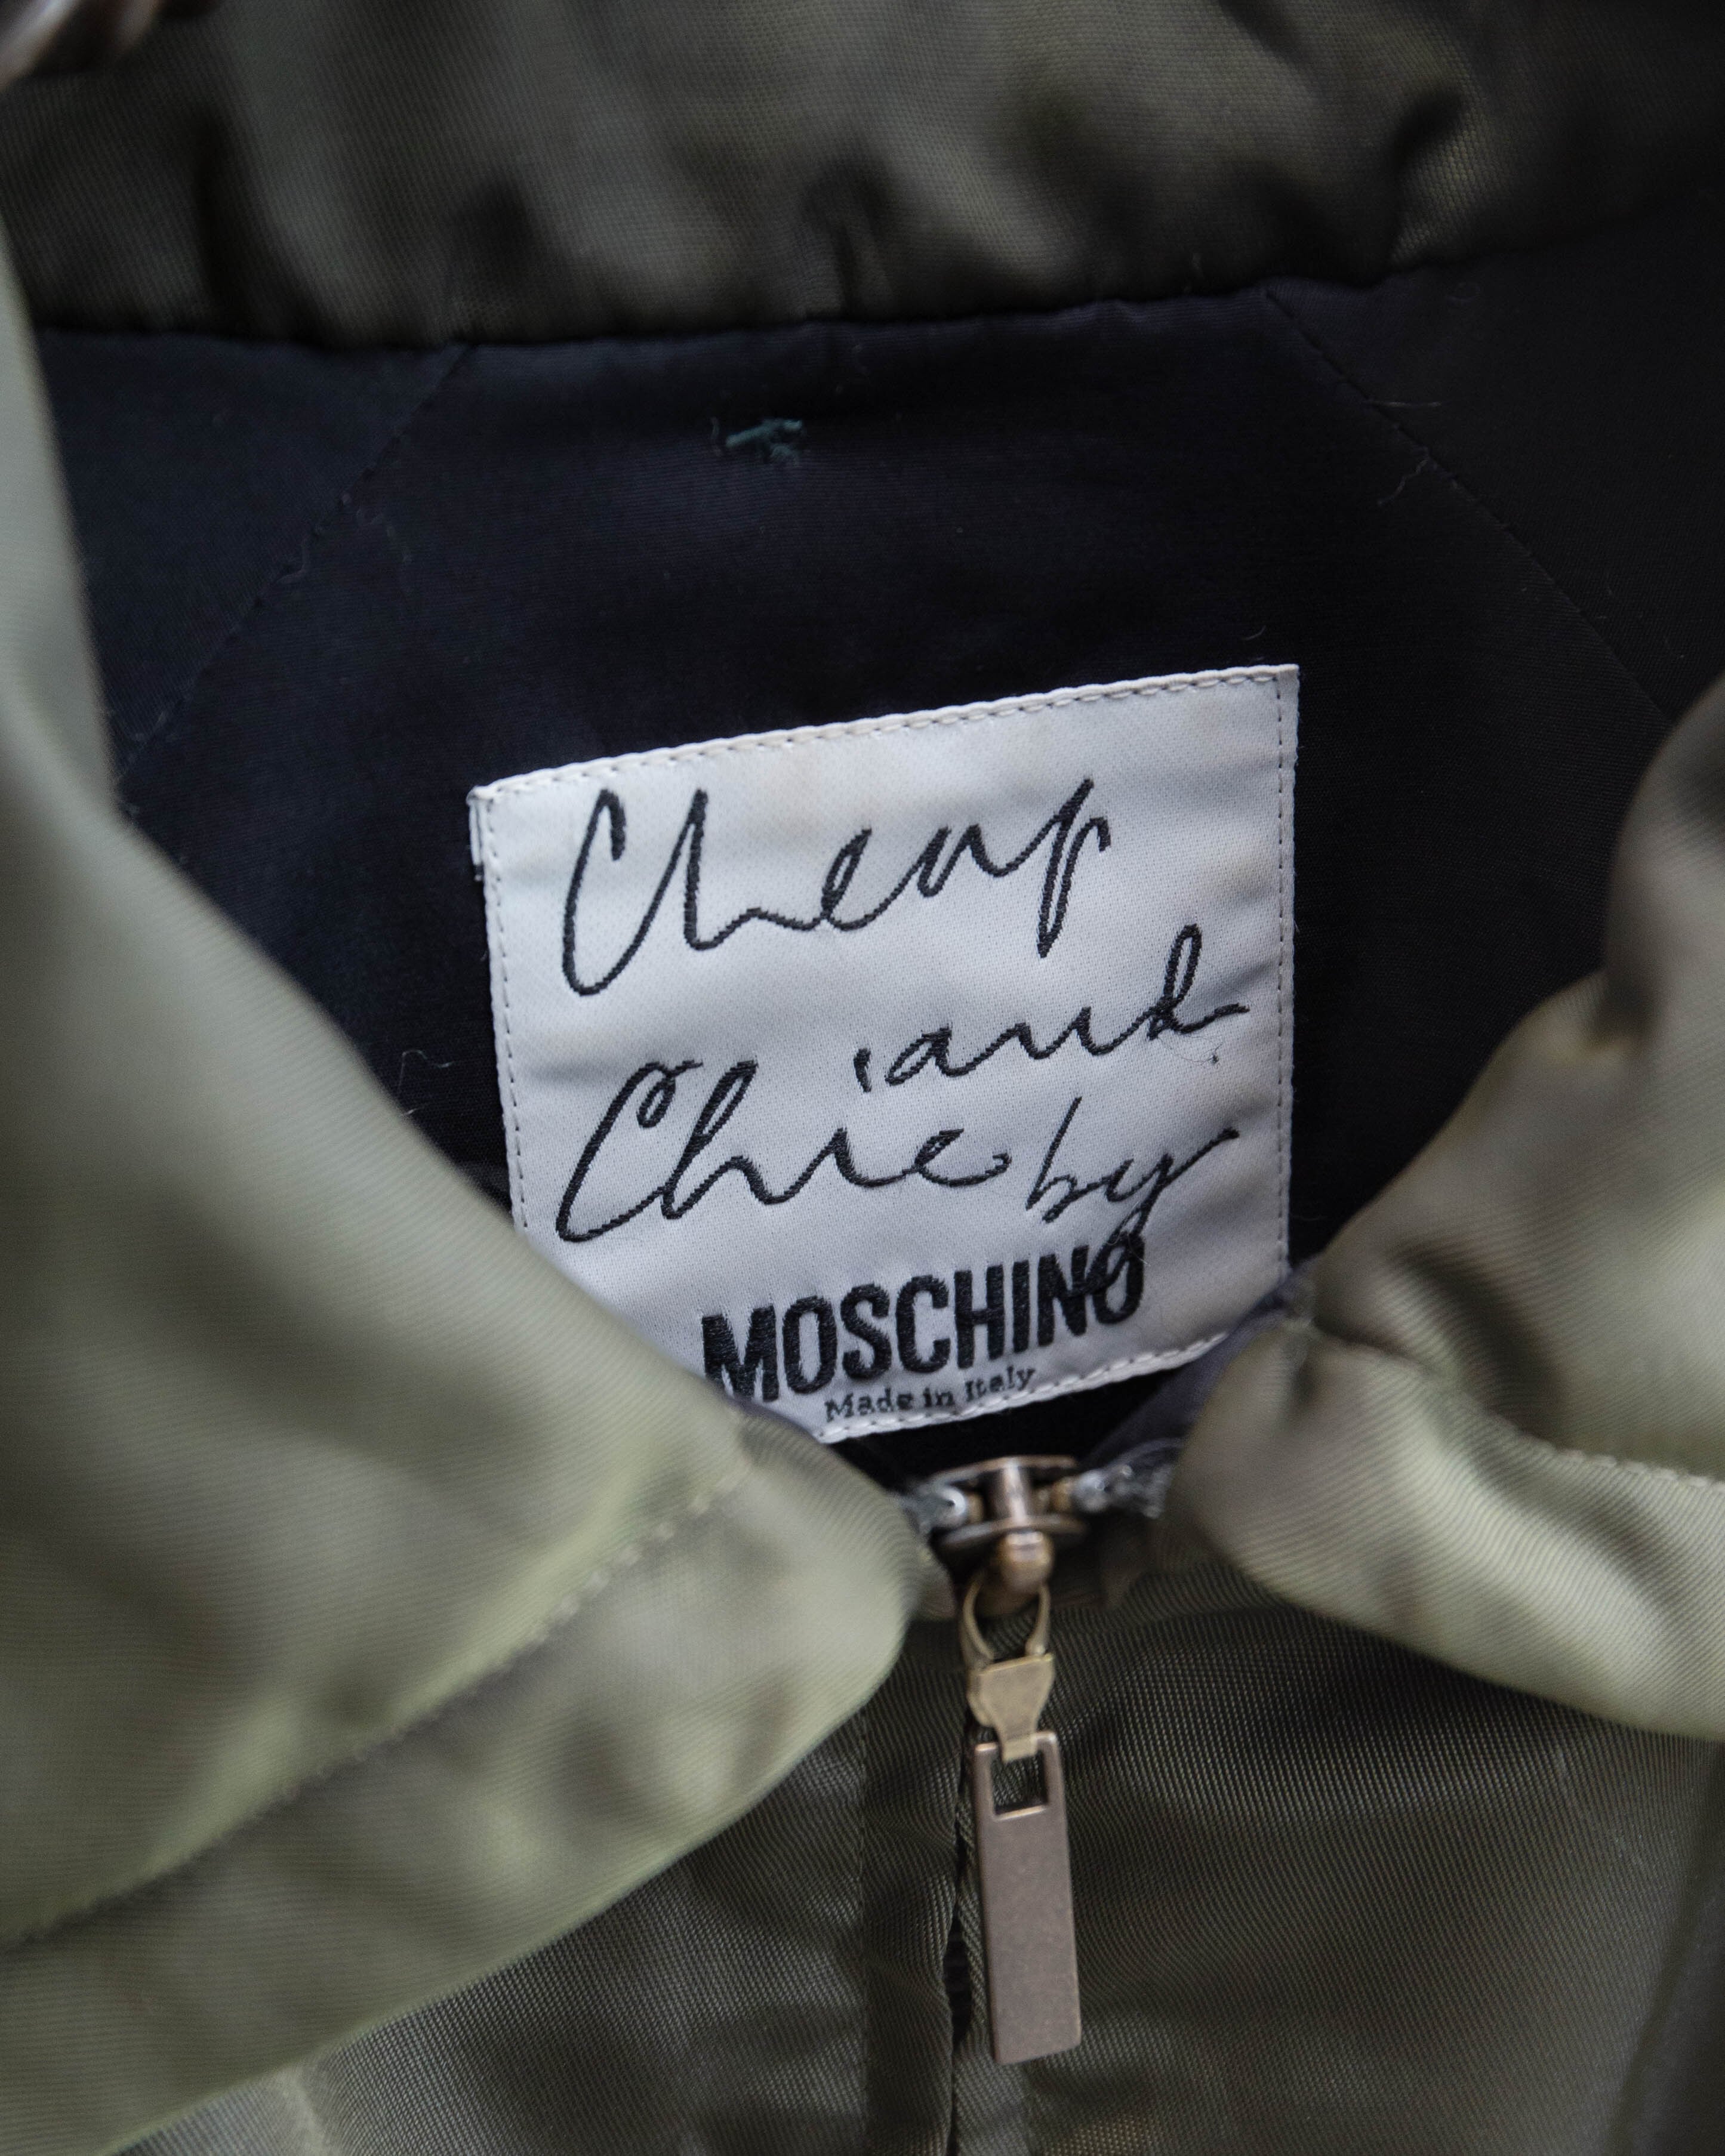 Cheap
and
Chic by
MOSCHINO
Made in Italy